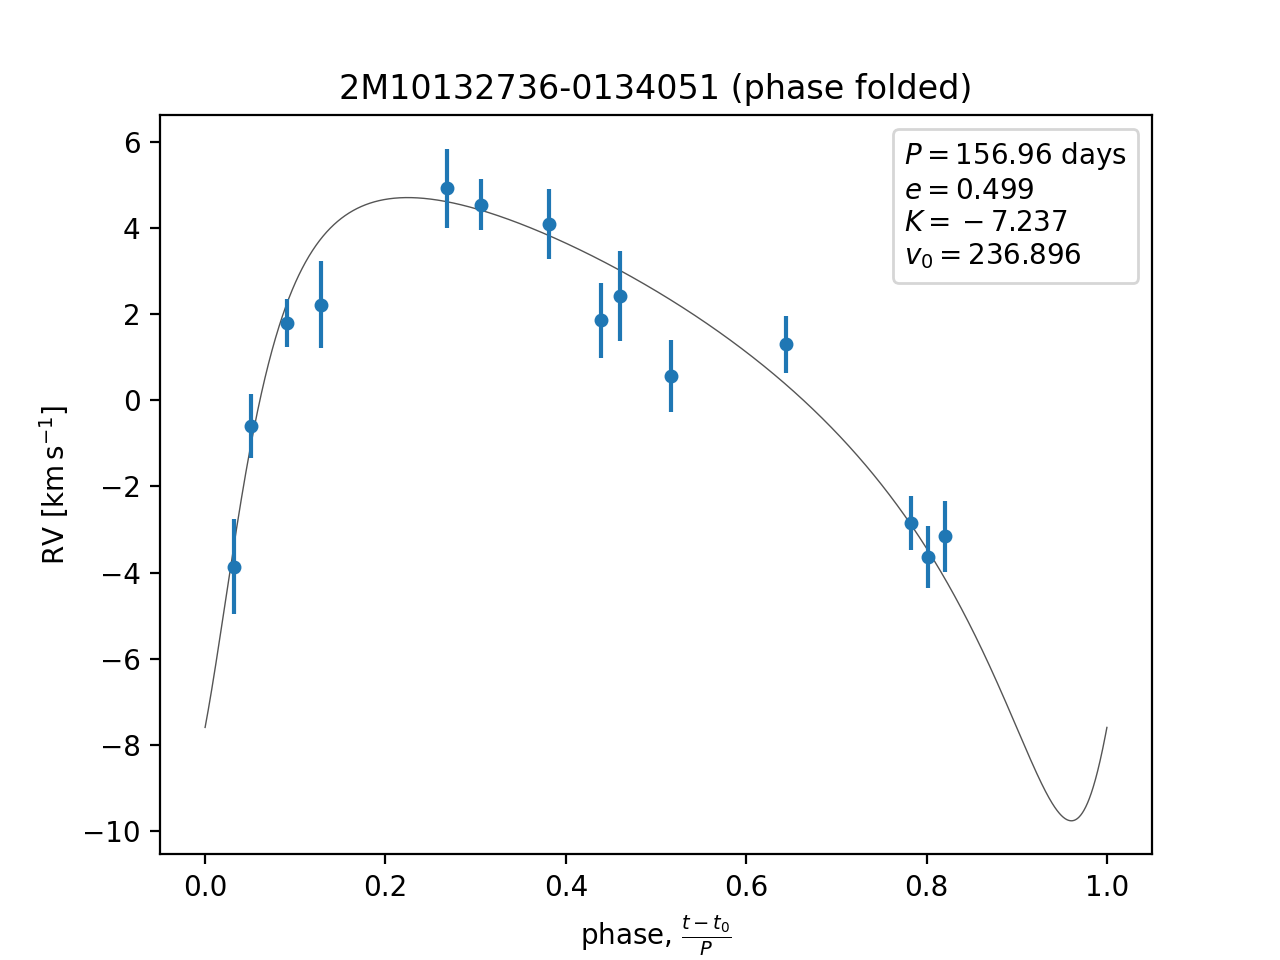 2M10132736-0134051 (phase folded)
P = 156.96 days
e = 0.499
K = −7.237
v₀ = 236.896
6
4
2
0
−2
−4
−6
−8
−10
RV [km s⁻¹]
0.0 0.2 0.4 0.6 0.8 1.0
phase, (t − t₀)/P